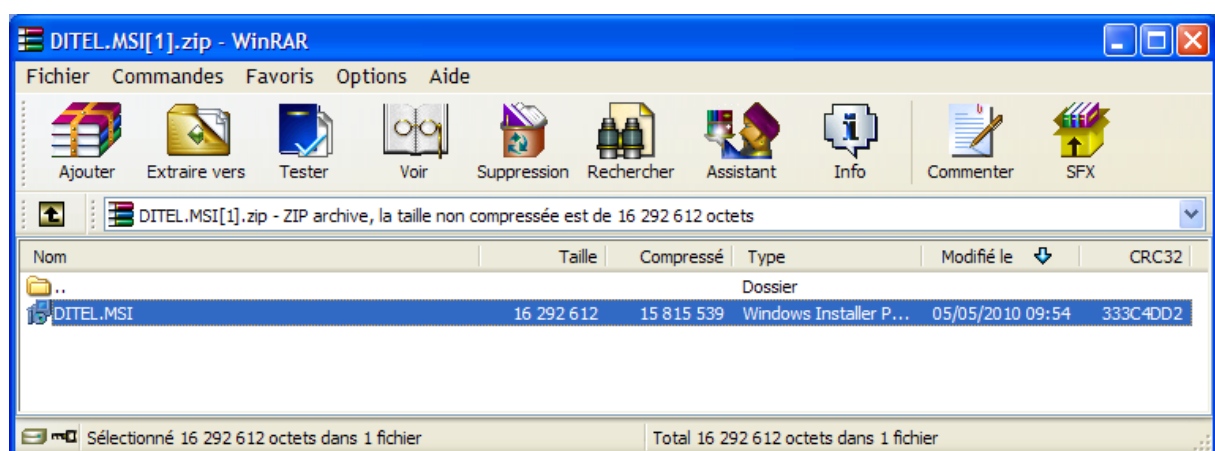 DITEL.MSI[1].zip - WinRAR
Fichier Commandes Favoris Options Aide
Ajouter Extraire vers Tester Voir Suppression Rechercher Assistant Info Commenter SFX
DITEL.MSI[1].zip - ZIP archive, la taille non compressée est de 16 292 612 octets
Nom Taille Compressé Type Modifié le CRC32
.. Dossier
DITEL.MSI 16 292 612 15 815 539 Windows Installer P... 05/05/2010 09:54 333C4DD2
Sélectionné 16 292 612 octets dans 1 fichier Total 16 292 612 octets dans 1 fichier